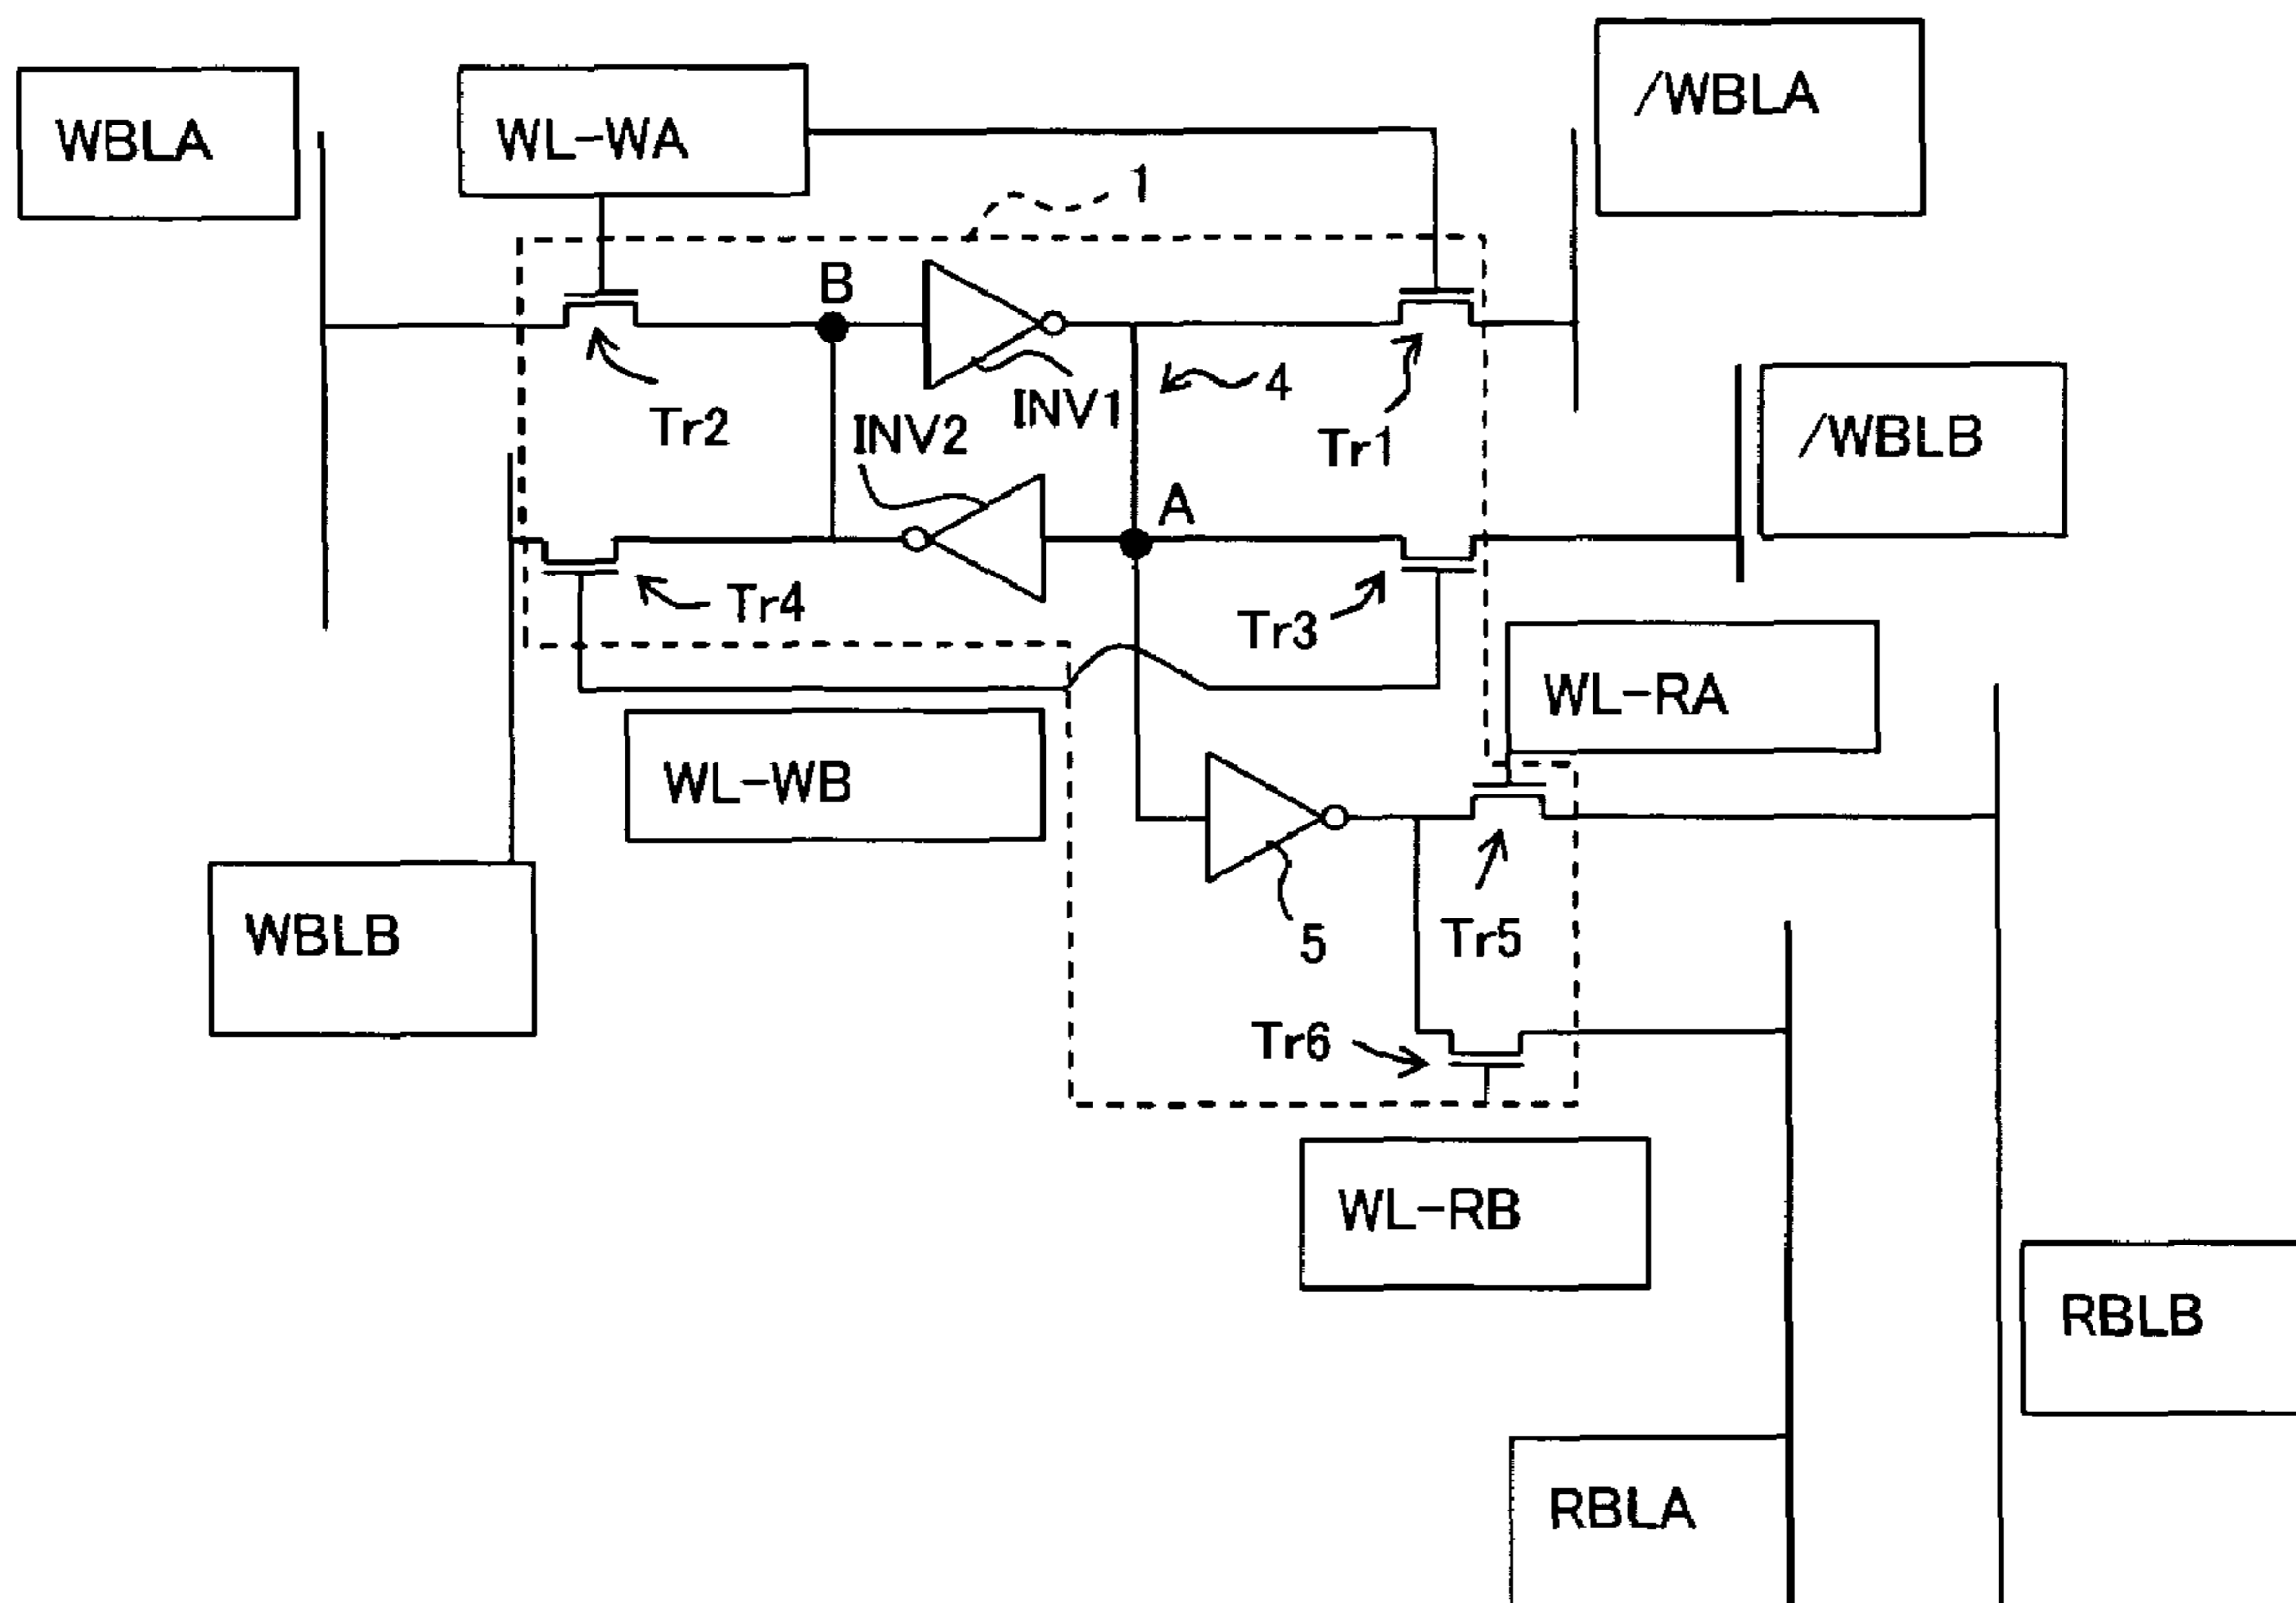 /WBLA
WBLA
WL-WA
1
B
4
INV1
Tr2
INV2
Tr1
/WBLB
A
Tr4
Tr3
WL-RA
WL-WB
5
Tr5
WBLB
Tr6
WL-RB
RBLB
RBLA